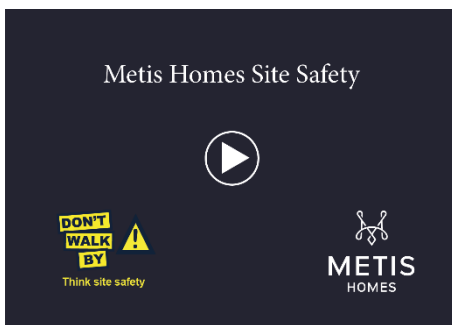 Metis Homes Site Safety
DON'T
WALK
BY
Think site safety
METIS
HOMES